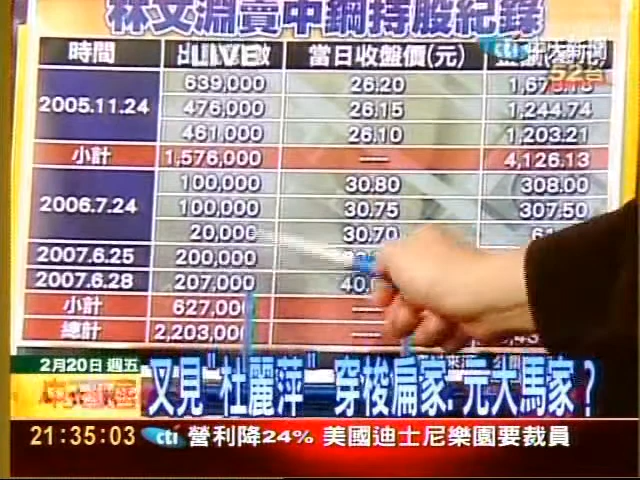 林文淵賣中鋼持股紀錄
時間 LIVE 當日收盤價(元) cti 中天新聞
52台
2005.11.24 639,000 26.20
476,000 26.15 1,244.74
461,000 26.10 1,203.21
小計 1,576,000 — 4,126.13
2006.7.24 100,000 30.80 308.00
100,000 30.75 307.50
20,000 30.70
2007.6.25 200,000
2007.6.28 207,000
小計 627,000
總計 2,203,000
2月20日 週五 又見"杜麗萍" 穿梭扁家.元大馬家?
21:35:03 cti 營利降24% 美國迪士尼樂園要裁員